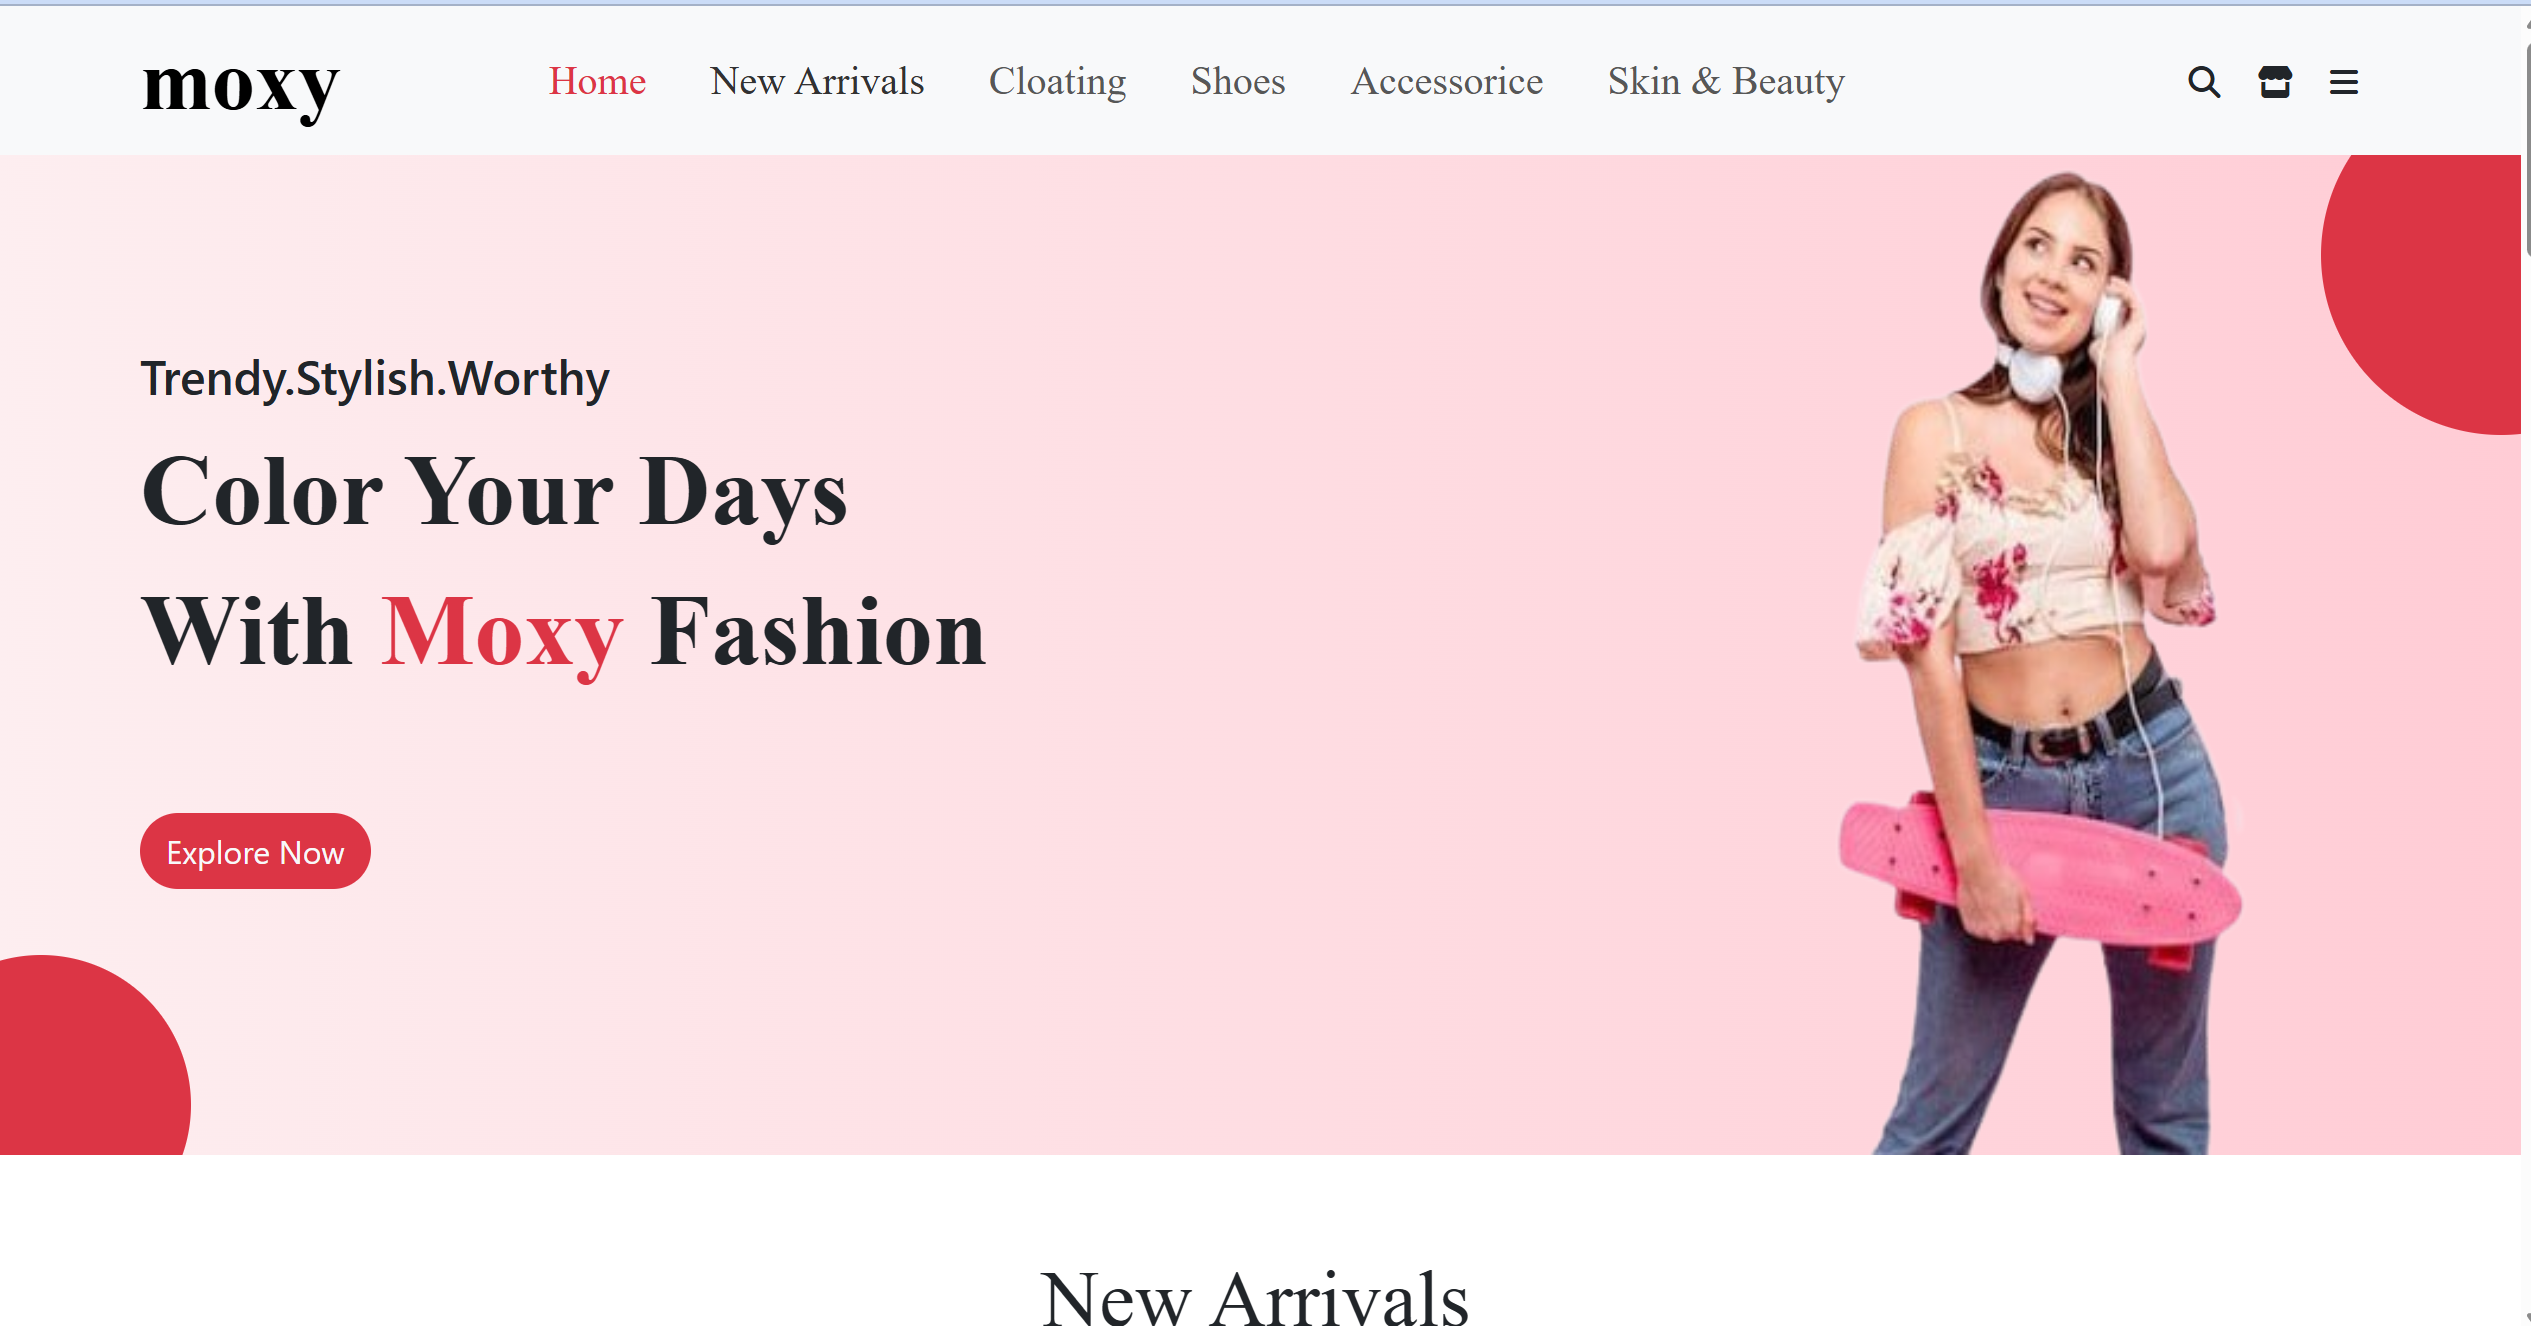 moxy
Home New Arrivals Cloating Shoes Accessorice Skin & Beauty
Trendy.Stylish.Worthy
Color Your Days
With Moxy Fashion
Explore Now
New Arrivals